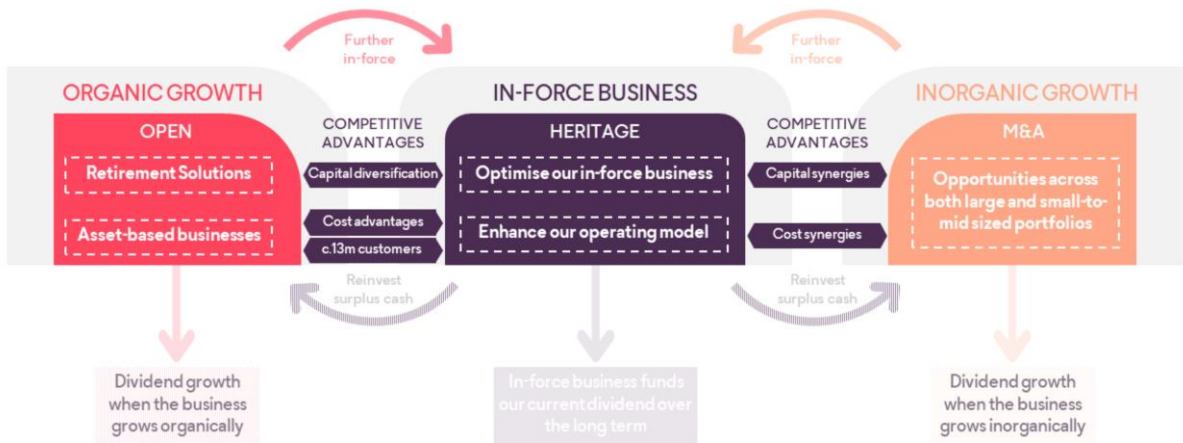 Further
in-force
Further
in-force
ORGANIC GROWTH
IN-FORCE BUSINESS
INORGANIC GROWTH
OPEN
COMPETITIVE
ADVANTAGES
HERITAGE
COMPETITIVE
ADVANTAGES
M&A
Retirement Solutions
Capital diversification
Optimise our in-force business
Capital synergies
Opportunities across
both large and small-to-
mid sized portfolios
Asset-based businesses
Cost advantages
c.13m customers
Enhance our operating model
Cost synergies
Reinvest
surplus cash
Reinvest
surplus cash
Dividend growth
when the business
grows organically
In-force business funds
our current dividend over
the long term
Dividend growth
when the business
grows inorganically